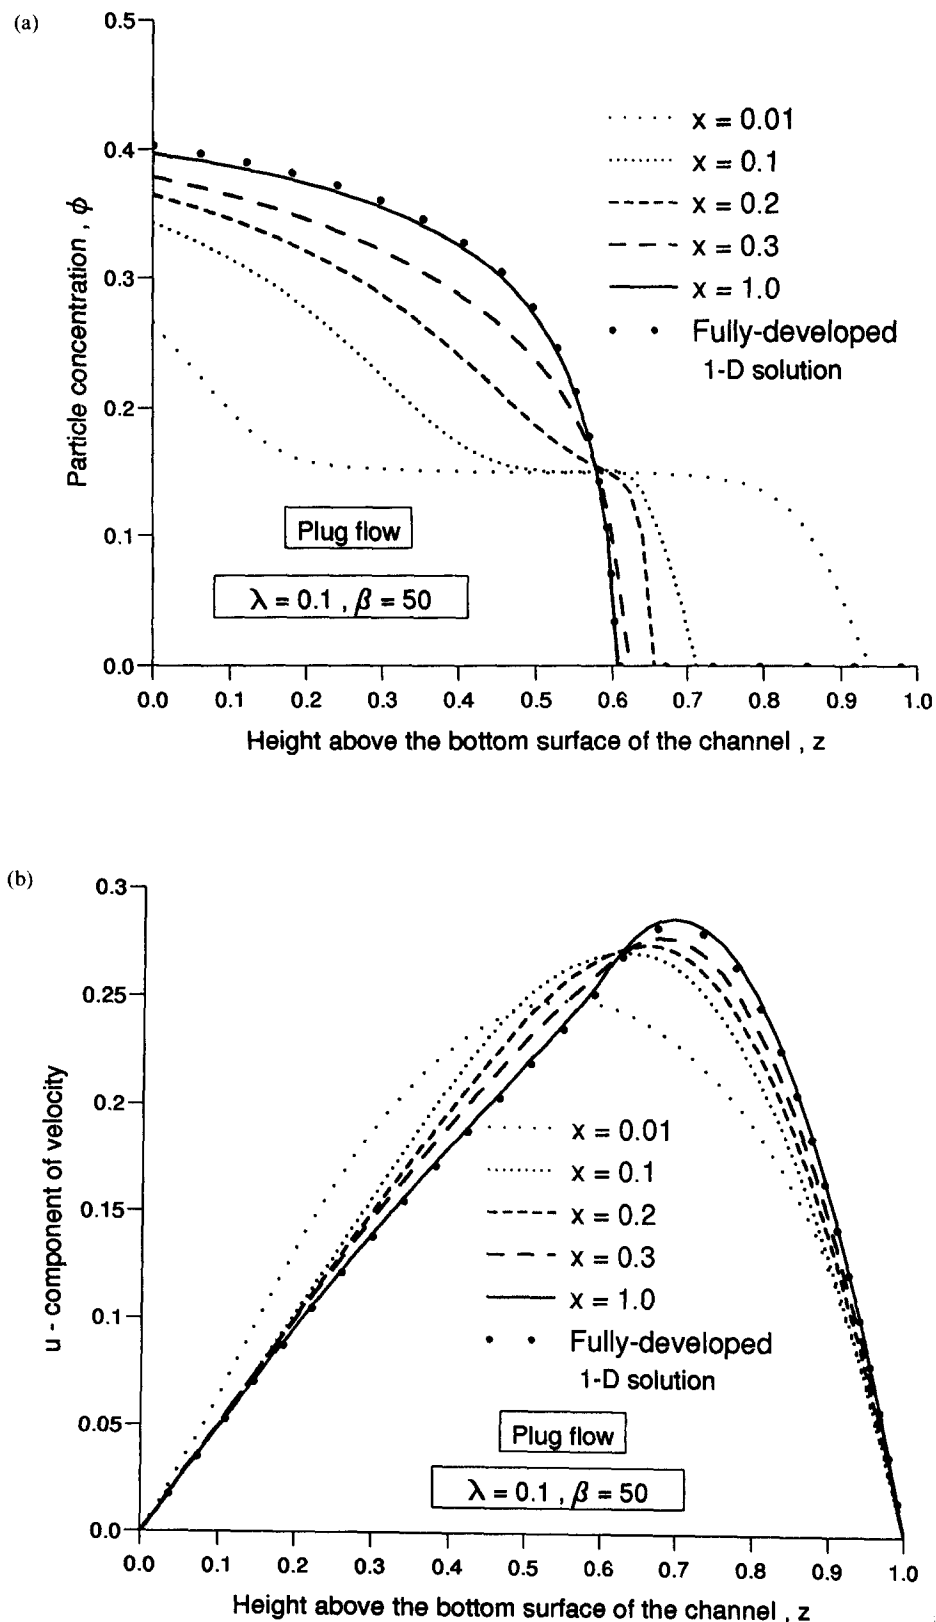 (a)
0.5
0.4
0.3
0.2
0.1
0.0
Particle concentration , ϕ
x = 0.01
x = 0.1
x = 0.2
x = 0.3
x = 1.0
Fully-developed
1-D solution
Plug flow
λ = 0.1 , β = 50
0.0 0.1 0.2 0.3 0.4 0.5 0.6 0.7 0.8 0.9 1.0
Height above the bottom surface of the channel , z
(b)
0.3
0.25
0.2
0.15
0.1
0.05
0.0
u - component of velocity
x = 0.01
x = 0.1
x = 0.2
x = 0.3
x = 1.0
Fully-developed
1-D solution
Plug flow
λ = 0.1 , β = 50
0.0 0.1 0.2 0.3 0.4 0.5 0.6 0.7 0.8 0.9 1.0
Height above the bottom surface of the channel , z